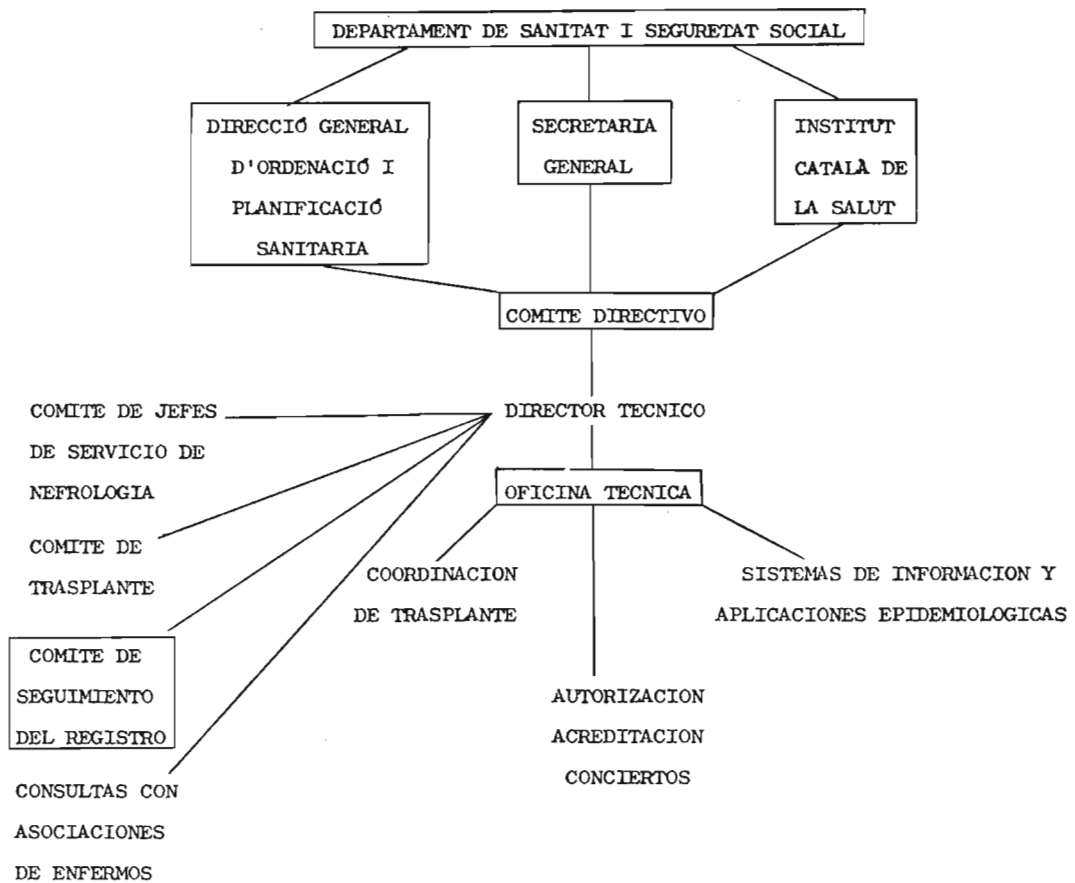 DEPARTAMENT DE SANITAT I SEGURETAT SOCIAL
DIRECCIÓ GENERAL
D'ORDENACIÓ I
PLANIFICACIÓ
SANITARIA
SECRETARIA
GENERAL
INSTITUT
CATALÀ DE
LA SALUT
COMITE DIRECTIVO
DIRECTOR TECNICO
COMITE DE JEFES
DE SERVICIO DE
NEFROLOGIA
COMITE DE
TRASPLANTE
COMITE DE
SEGUIMIENTO
DEL REGISTRO
CONSULTAS CON
ASOCIACIONES
DE ENFERMOS
OFICINA TECNICA
COORDINACION
DE TRASPLANTE
AUTORIZACION
ACREDITACION
CONCIERTOS
SISTEMAS DE INFORMACION Y
APLICACIONES EPIDEMIOLOGICAS